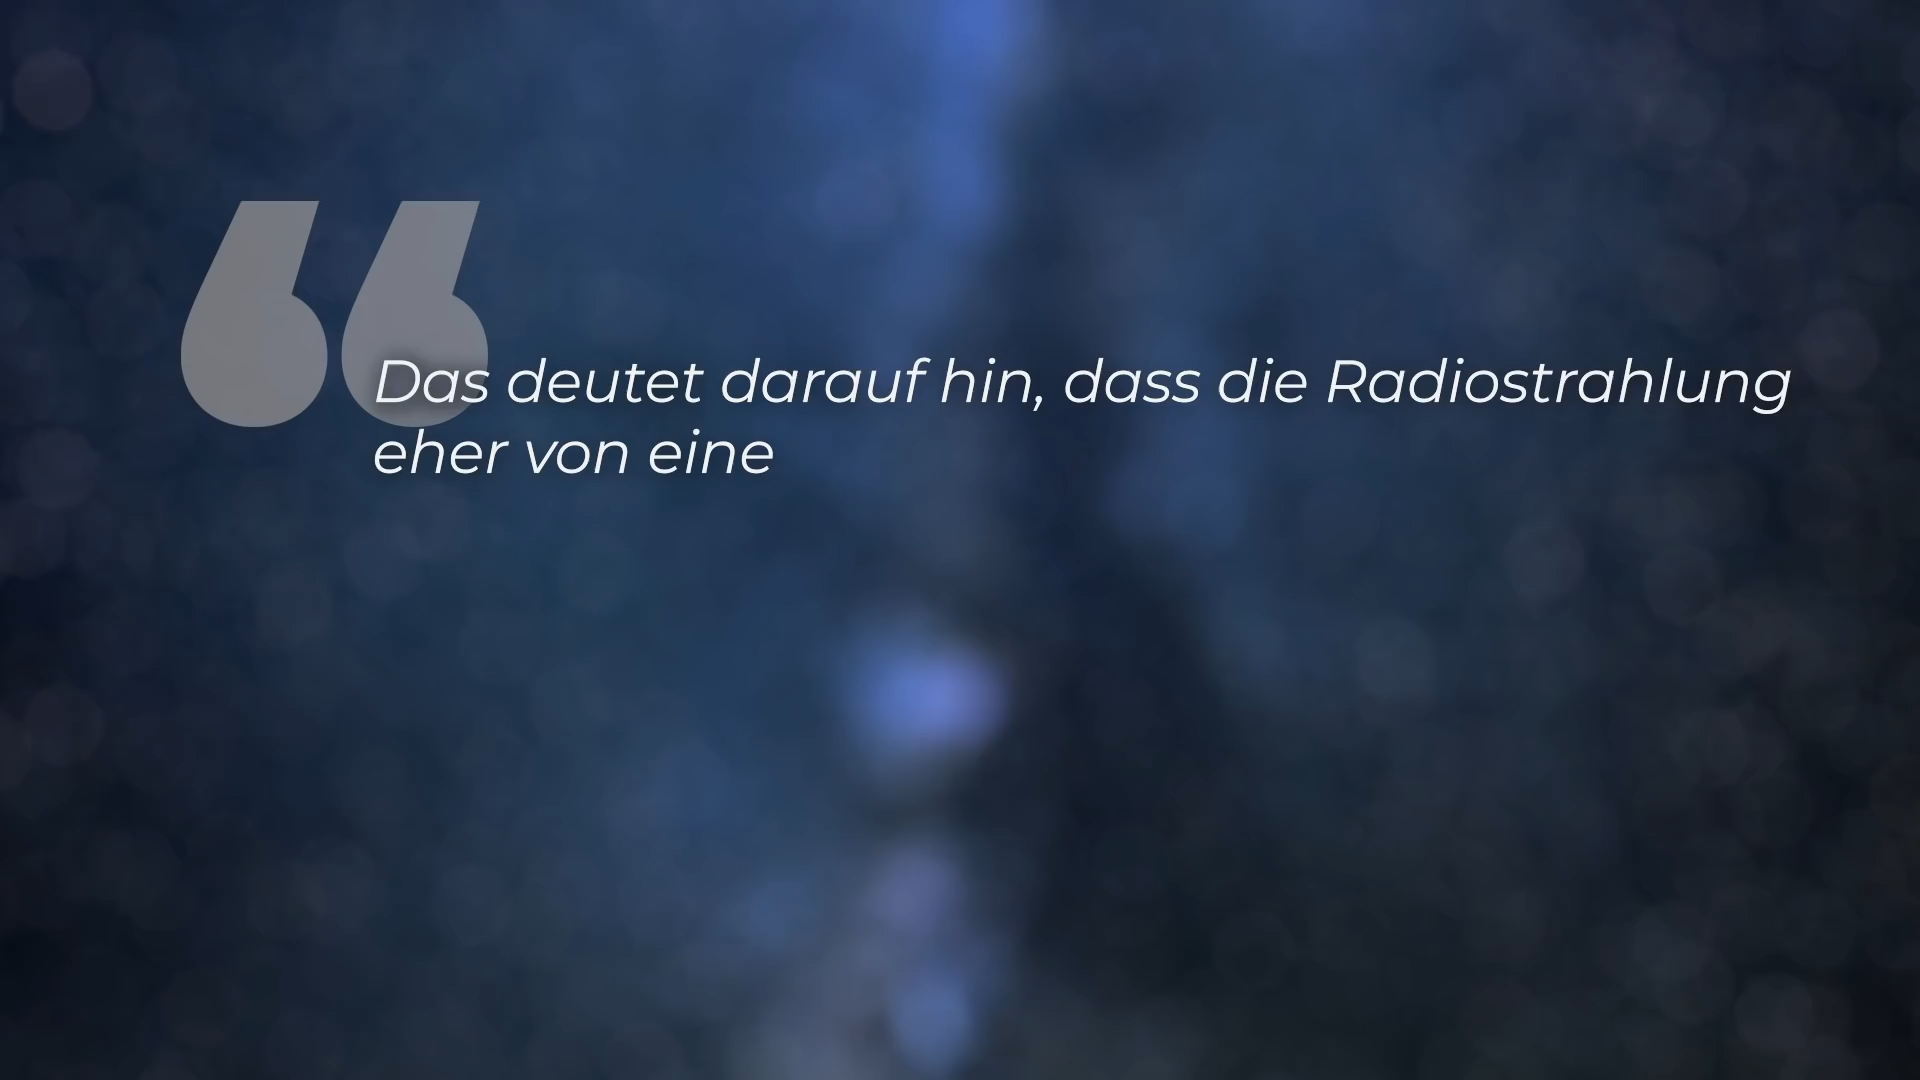 Das deutet darauf hin, dass die Radiostrahlung
eher von eine